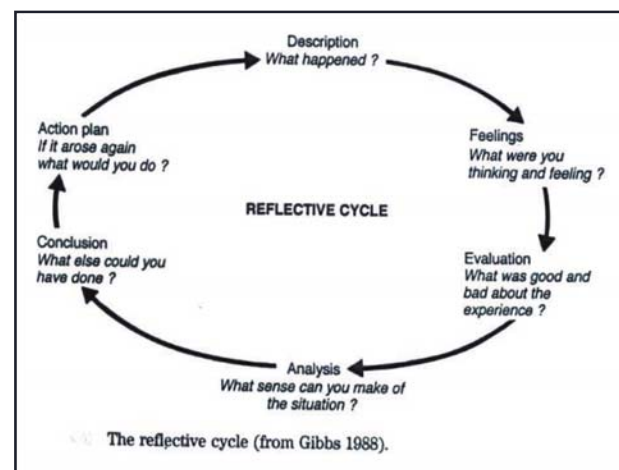 Description
What happened ?
Feelings
What were you
thinking and feeling ?
Evaluation
What was good and
bad about the
experience ?
Analysis
What sense can you make of
the situation ?
Conclusion
What else could you
have done ?
Action plan
If it arose again
what would you do ?
REFLECTIVE CYCLE
The reflective cycle (from Gibbs 1988).